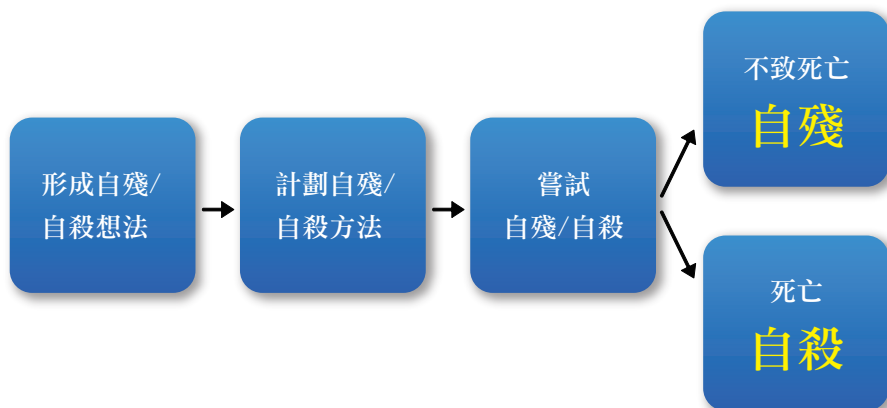 形成自殘/
自殺想法
計劃自殘/
自殺方法
嘗試
自殘/自殺
不致死亡
自殘
死亡
自殺